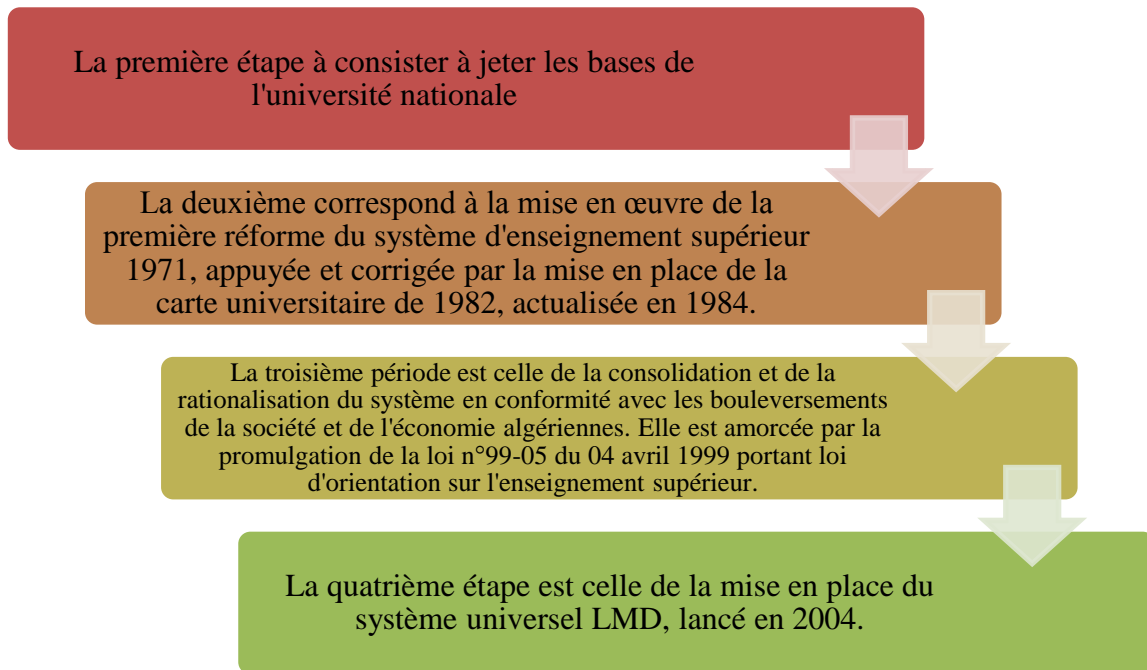 La première étape à consister à jeter les bases de
l'université nationale
La deuxième correspond à la mise en œuvre de la
première réforme du système d'enseignement supérieur
1971, appuyée et corrigée par la mise en place de la
carte universitaire de 1982, actualisée en 1984.
La troisième période est celle de la consolidation et de la
rationalisation du système en conformité avec les bouleversements
de la société et de l'économie algériennes. Elle est amorcée par la
promulgation de la loi n°99-05 du 04 avril 1999 portant loi
d'orientation sur l'enseignement supérieur.
La quatrième étape est celle de la mise en place du
système universel LMD, lancé en 2004.